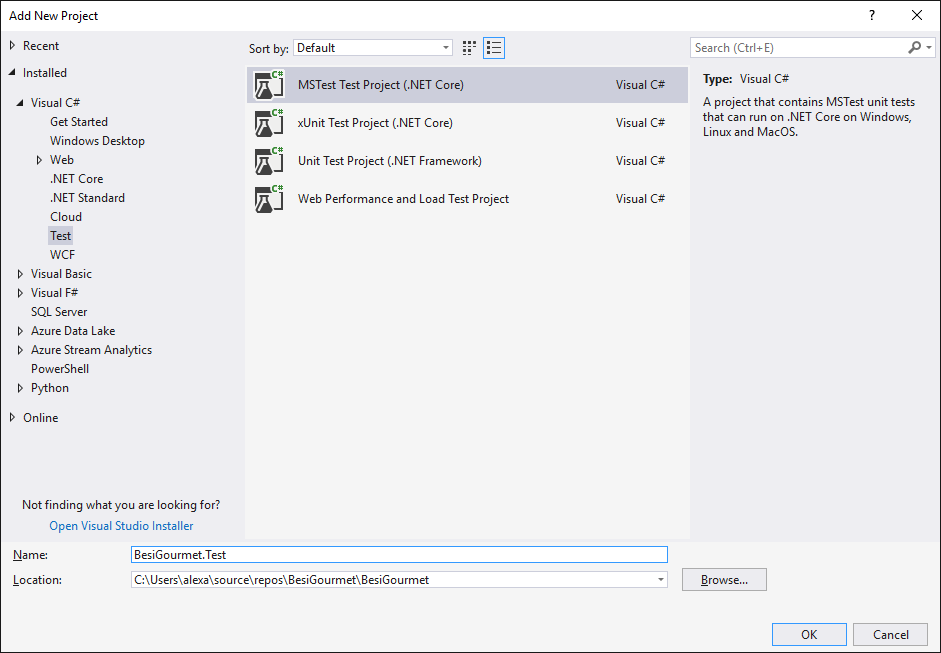 Add New Project
?
Recent
Installed
Visual C#
Get Started
Windows Desktop
Web
.NET Core
.NET Standard
Cloud
Test
WCF
Visual Basic
Visual F#
SQL Server
Azure Data Lake
Azure Stream Analytics
PowerShell
Python
Online
Not finding what you are looking for?
Open Visual Studio Installer
Sort by: Default
C# MSTest Test Project (.NET Core) Visual C#
C# xUnit Test Project (.NET Core) Visual C#
C# Unit Test Project (.NET Framework) Visual C#
C# Web Performance and Load Test Project Visual C#
Search (Ctrl+E)
Type: Visual C#
A project that contains MSTest unit tests
that can run on .NET Core on Windows,
Linux and MacOS.
Name: BesiGourmet.Test
Location: C:\Users\alexa\source\repos\BesiGourmet\BesiGourmet
Browse...
OK Cancel